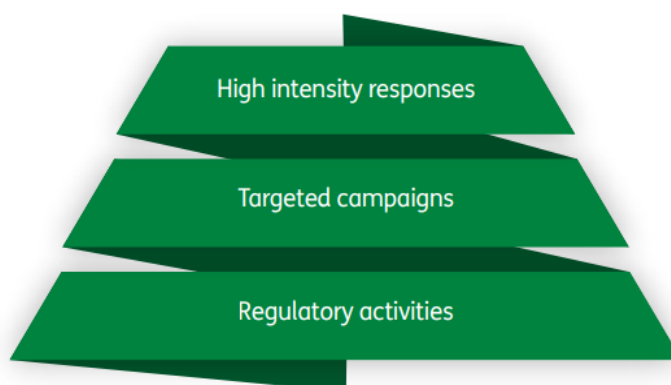 High intensity responses
Targeted campaigns
Regulatory activities